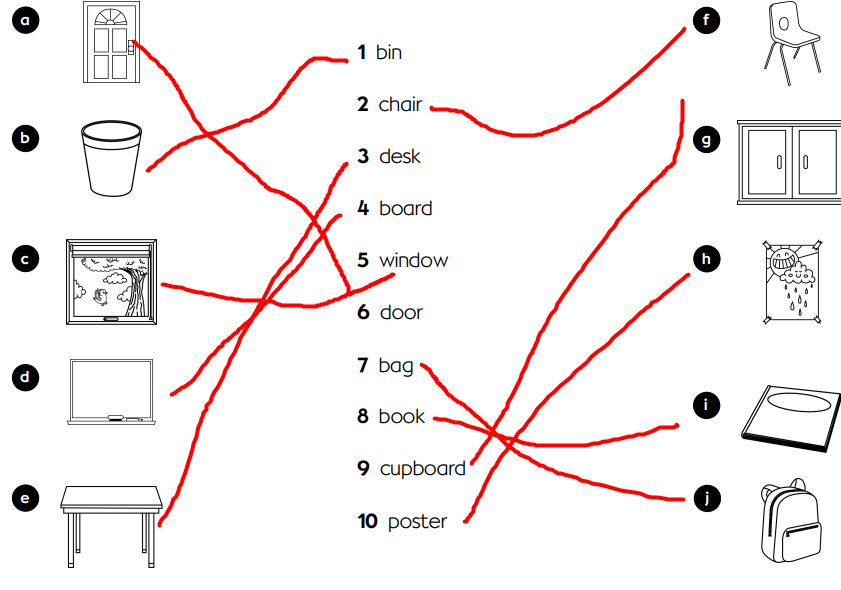 a
b
c
d
e
1 bin
2 chair
3 desk
4 board
5 window
6 door
7 bag
8 book
9 cupboard
10 poster
f
g
h
i
j